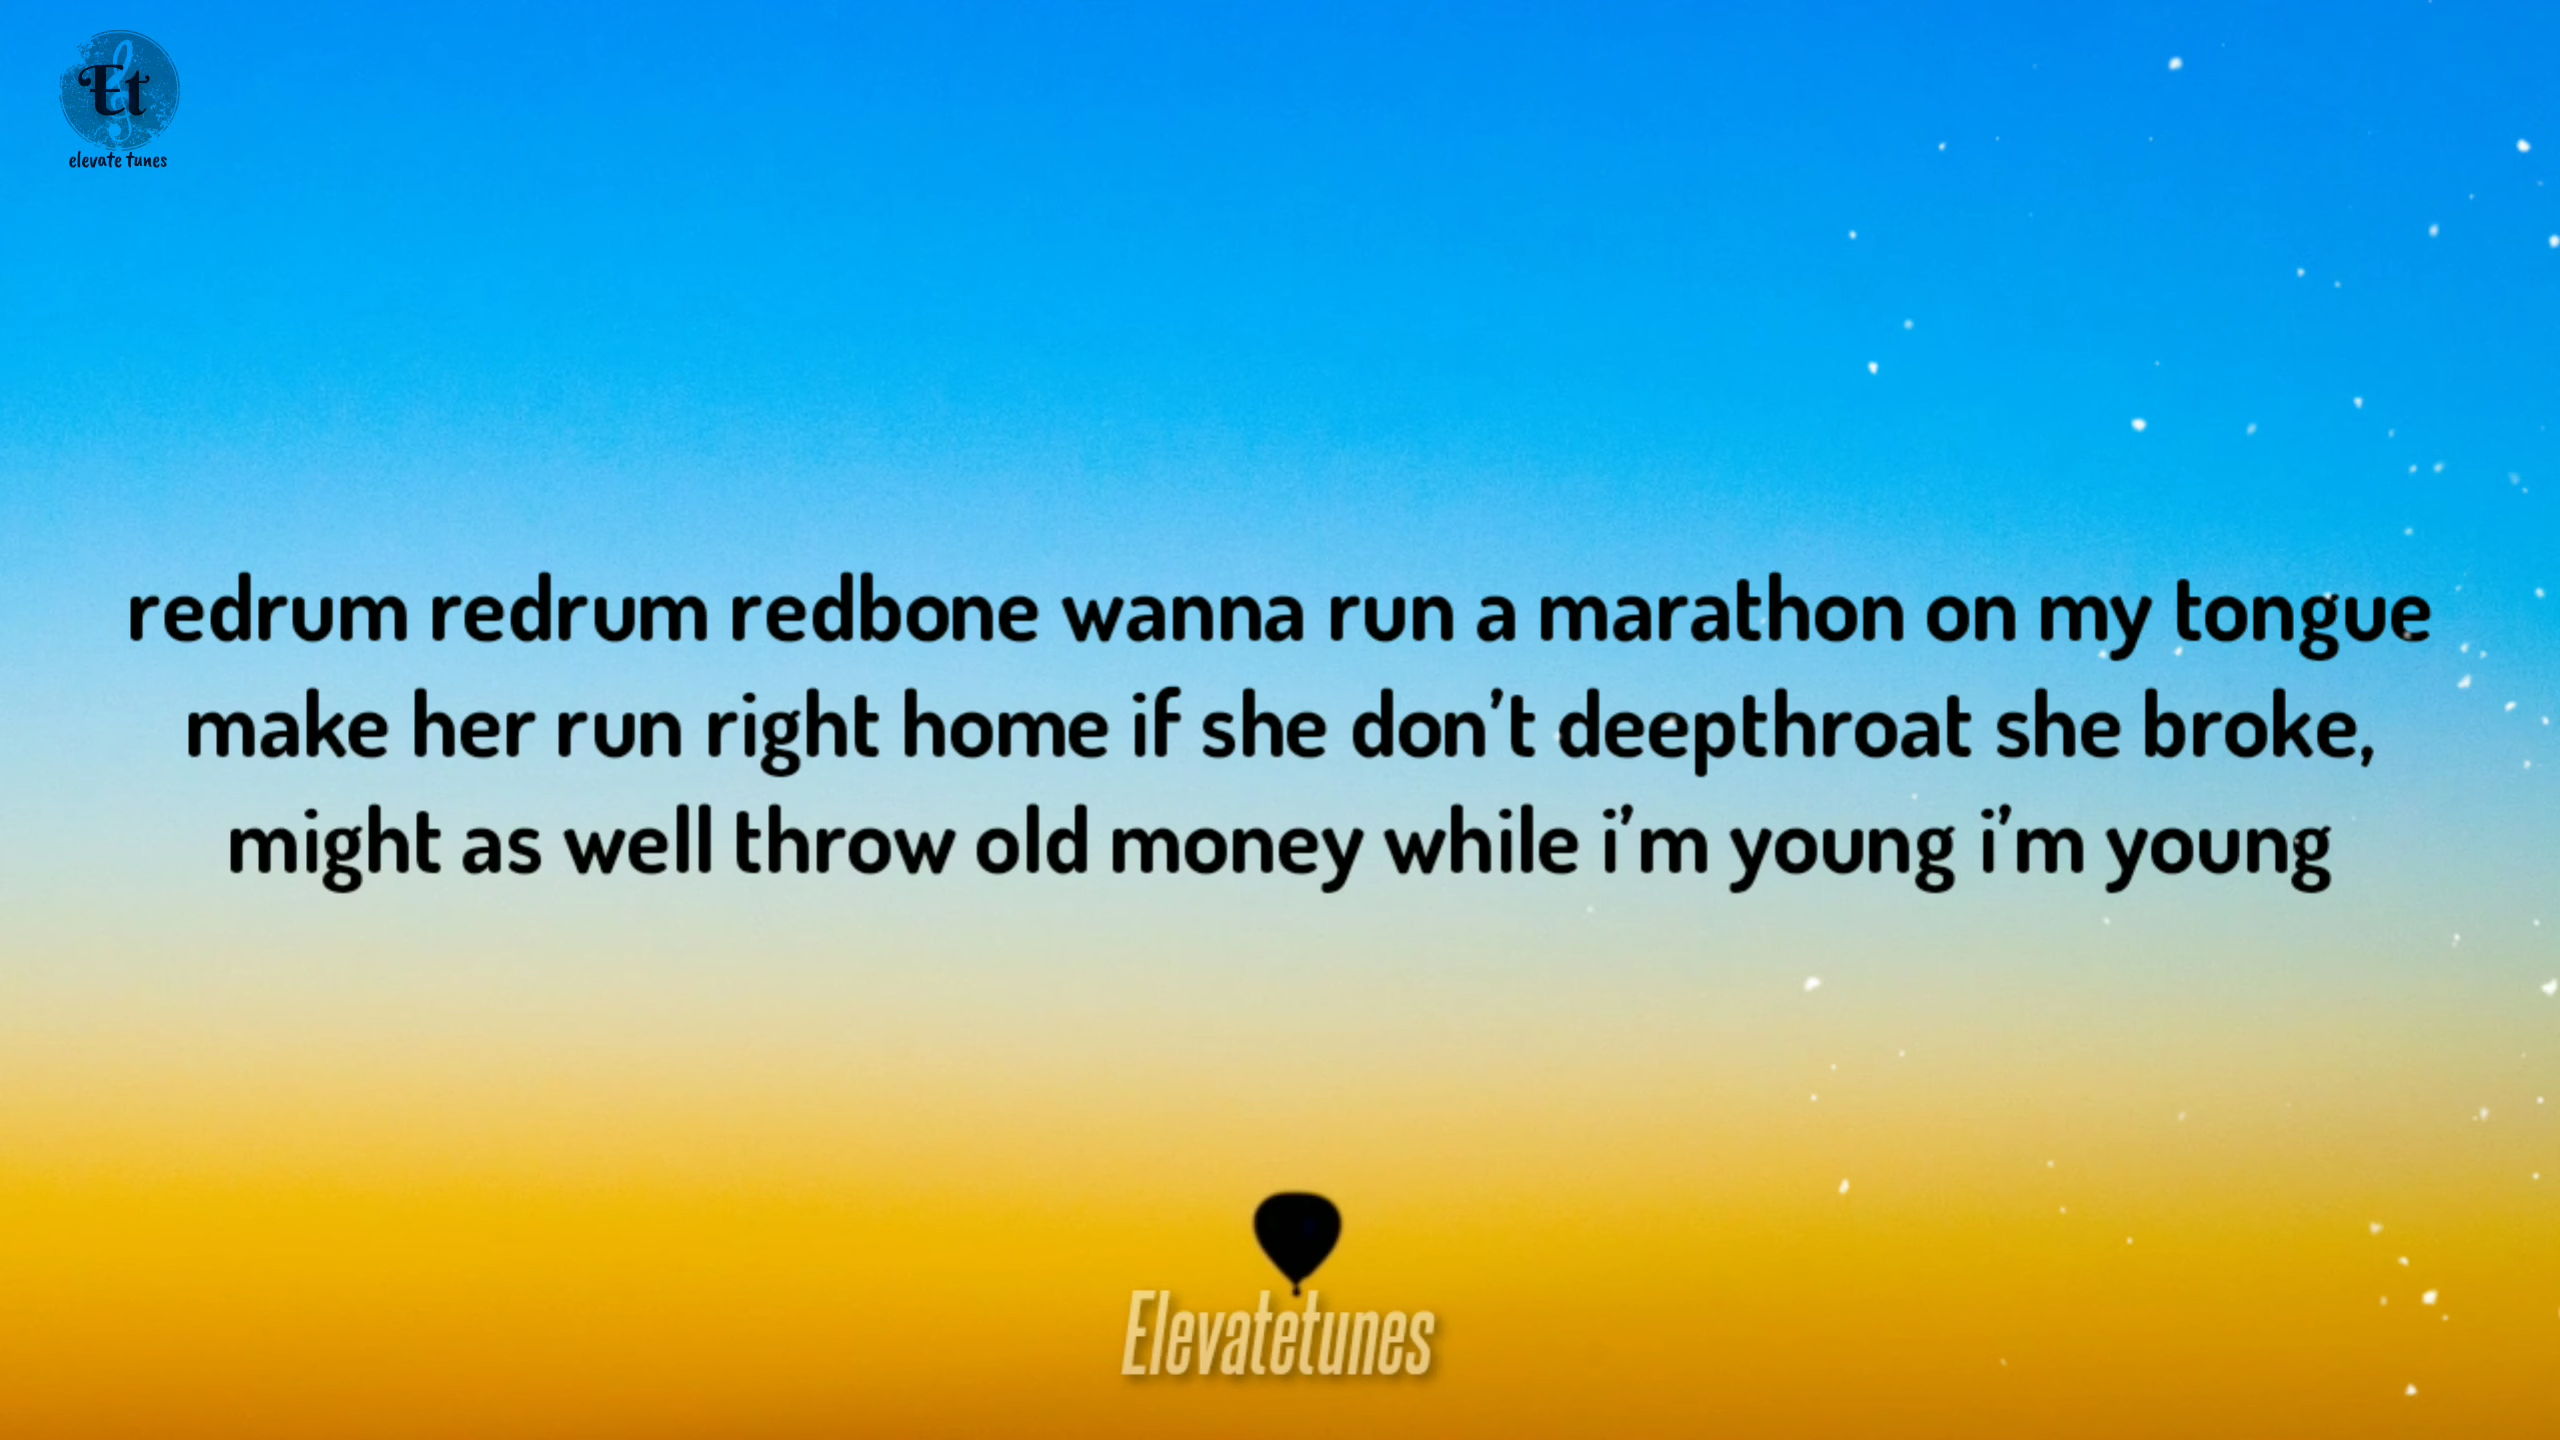 Et
elevate tunes
redrum redrum redbone wanna run a marathon on my tongue
make her run right home if she don't deepthroat she broke,
might as well throw old money while i'm young i'm young
Elevatetunes